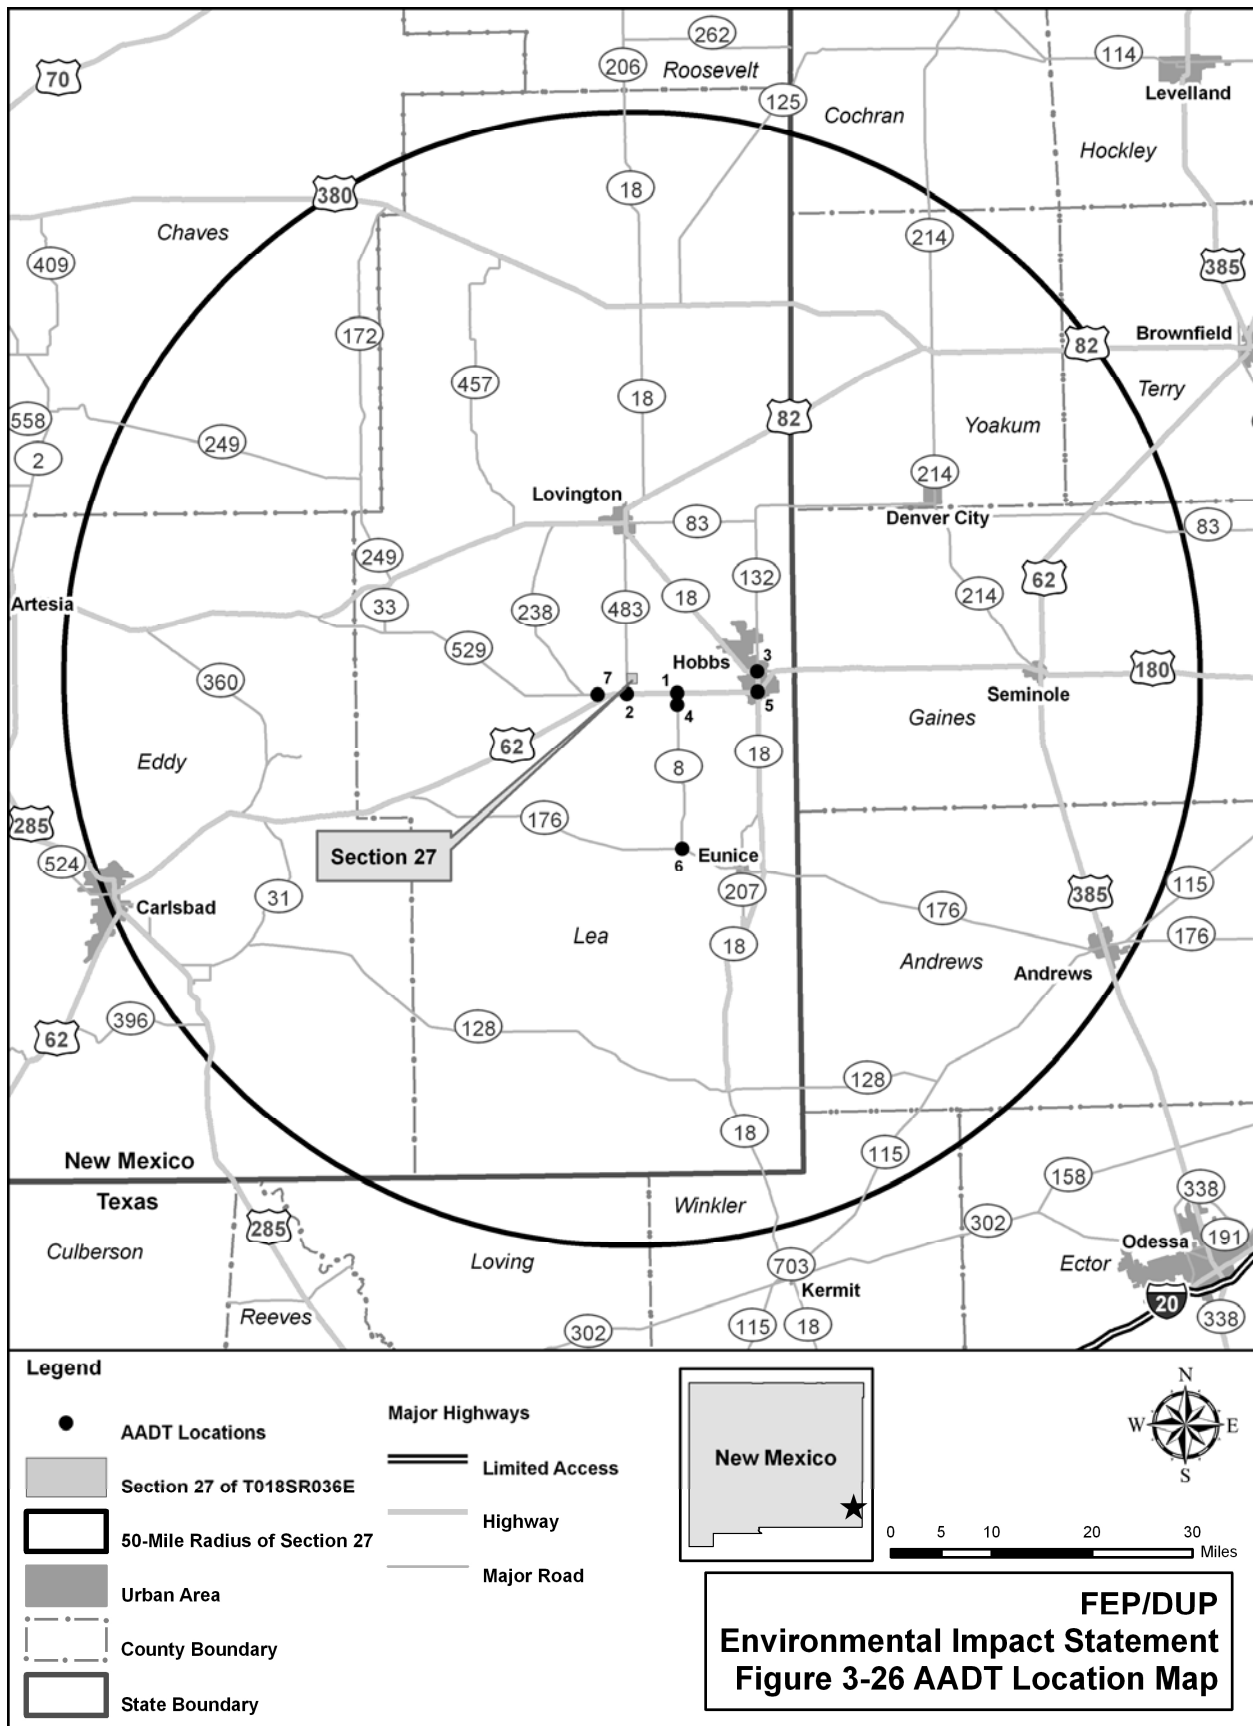 262
206
Roosevelt
70
114
Levelland
125
Cochran
Hockley
18
380
Chaves
214
409
385
172
Brownfield
82
457
Terry
18
82
558
Yoakum
249
2
214
Lovington
83
Denver City
83
249
132
62
Artesia
33
238
483
18
214
529
Hobbs
3
180
360
7
1
Seminole
2
4
5
Gaines
62
18
Eddy
8
176
285
Section 27
6
Eunice
524
207
115
31
385
Carlsbad
176
176
Lea
18
Andrews
Andrews
396
128
62
128
18
115
New Mexico
158
338
Texas
Winkler
302
285
191
Culberson
Loving
Odessa
703
Ector
Kermit
20
Reeves
302
115
18
338
Legend
AADT Locations
Section 27 of T018SR036E
50-Mile Radius of Section 27
Urban Area
County Boundary
State Boundary
Major Highways
Limited Access
Highway
Major Road
New Mexico
N
W E
S
0 5 10 20 30
Miles
FEP/DUP
Environmental Impact Statement
Figure 3-26 AADT Location Map